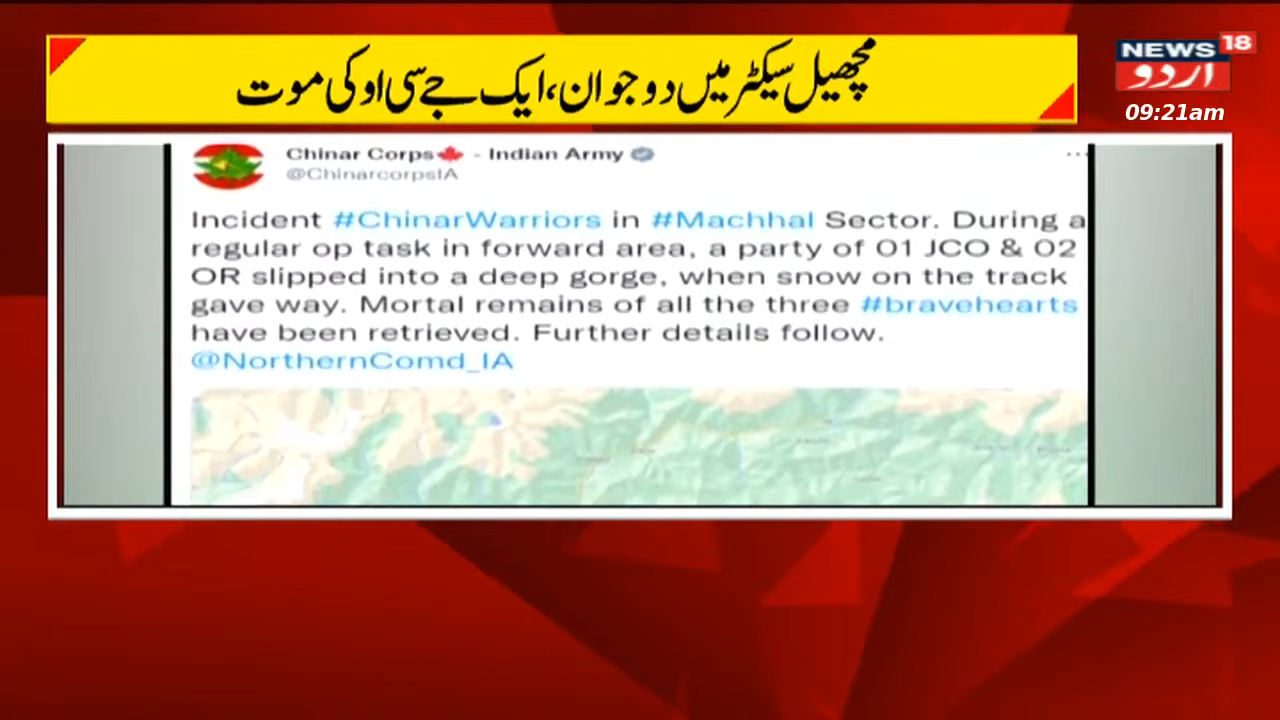 مچھیل سیکٹر میں دو جوان، ایک جے سی او کی موت
NEWS 18
اردو
09:21am
Chinar Corps🍁 - Indian Army
@ChinarcorpsIA
Incident #ChinarWarriors in #Machhal Sector. During a
regular op task in forward area, a party of 01 JCO & 02
OR slipped into a deep gorge, when snow on the track
gave way. Mortal remains of all the three #bravehearts
have been retrieved. Further details follow.
@NorthernComd_IA